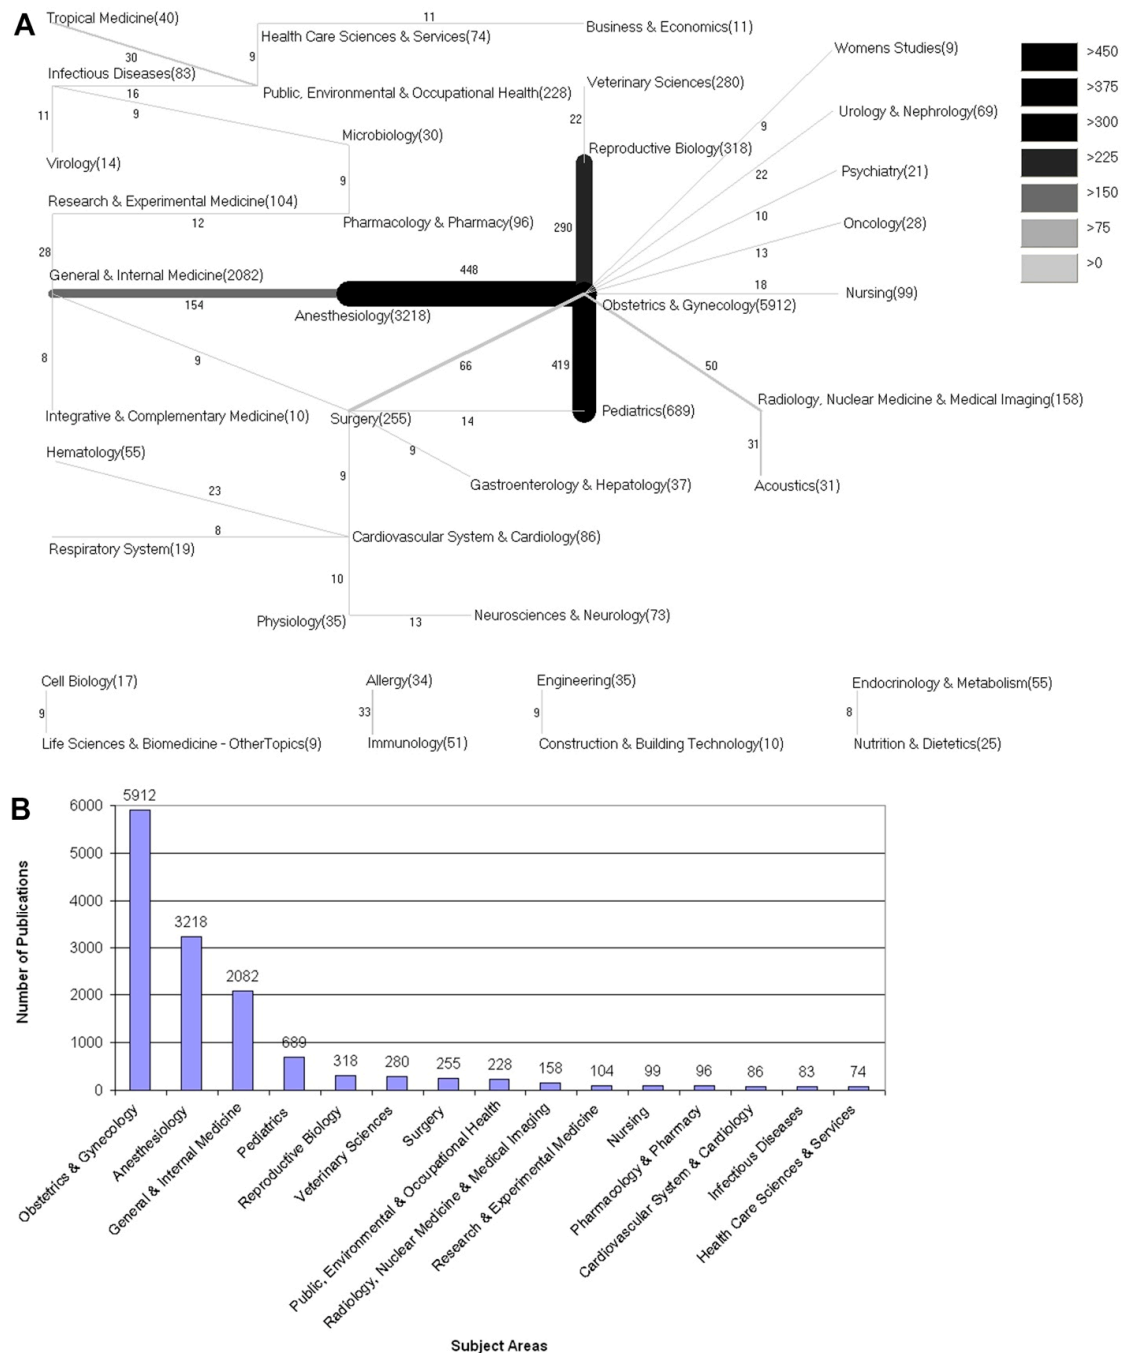 A
Tropical Medicine(40)
11
Business & Economics(11)
Health Care Sciences & Services(74)
30
9
Womens Studies(9)
>450
Infectious Diseases(83)
16
Public, Environmental & Occupational Health(228)
Veterinary Sciences(280)
>375
9
11
22
Urology & Nephrology(69)
>300
Microbiology(30)
9
Reproductive Biology(318)
>225
Virology(14)
9
22
Psychiatry(21)
>150
Research & Experimental Medicine(104)
12
Pharmacology & Pharmacy(96)
290
10
Oncology(28)
>75
28
13
>0
General & Internal Medicine(2082)
448
18
Nursing(99)
154
Anesthesiology(3218)
Obstetrics & Gynecology(5912)
8
9
66
419
50
Integrative & Complementary Medicine(10)
Surgery(255)
14
Pediatrics(689)
Radiology, Nuclear Medicine & Medical Imaging(158)
Hematology(55)
9
31
23
9
Gastroenterology & Hepatology(37)
Acoustics(31)
8
Respiratory System(19)
Cardiovascular System & Cardiology(86)
10
Physiology(35)
13
Neurosciences & Neurology(73)
Cell Biology(17)
9
Life Sciences & Biomedicine - OtherTopics(9)
Allergy(34)
33
Immunology(51)
Engineering(35)
9
Construction & Building Technology(10)
Endocrinology & Metabolism(55)
8
Nutrition & Dietetics(25)
B
Number of Publications
6000
5000
4000
3000
2000
1000
0
5912
3218
2082
689
318
280
255
228
158
104
99
96
86
83
74
Obstetrics & Gynecology
Anesthesiology
General & Internal Medicine
Pediatrics
Reproductive Biology
Veterinary Sciences
Surgery
Public, Environmental & Occupational Health
Radiology, Nuclear Medicine & Medical Imaging
Research & Experimental Medicine
Nursing
Pharmacology & Pharmacy
Cardiovascular System & Cardiology
Infectious Diseases
Health Care Sciences & Services
Subject Areas